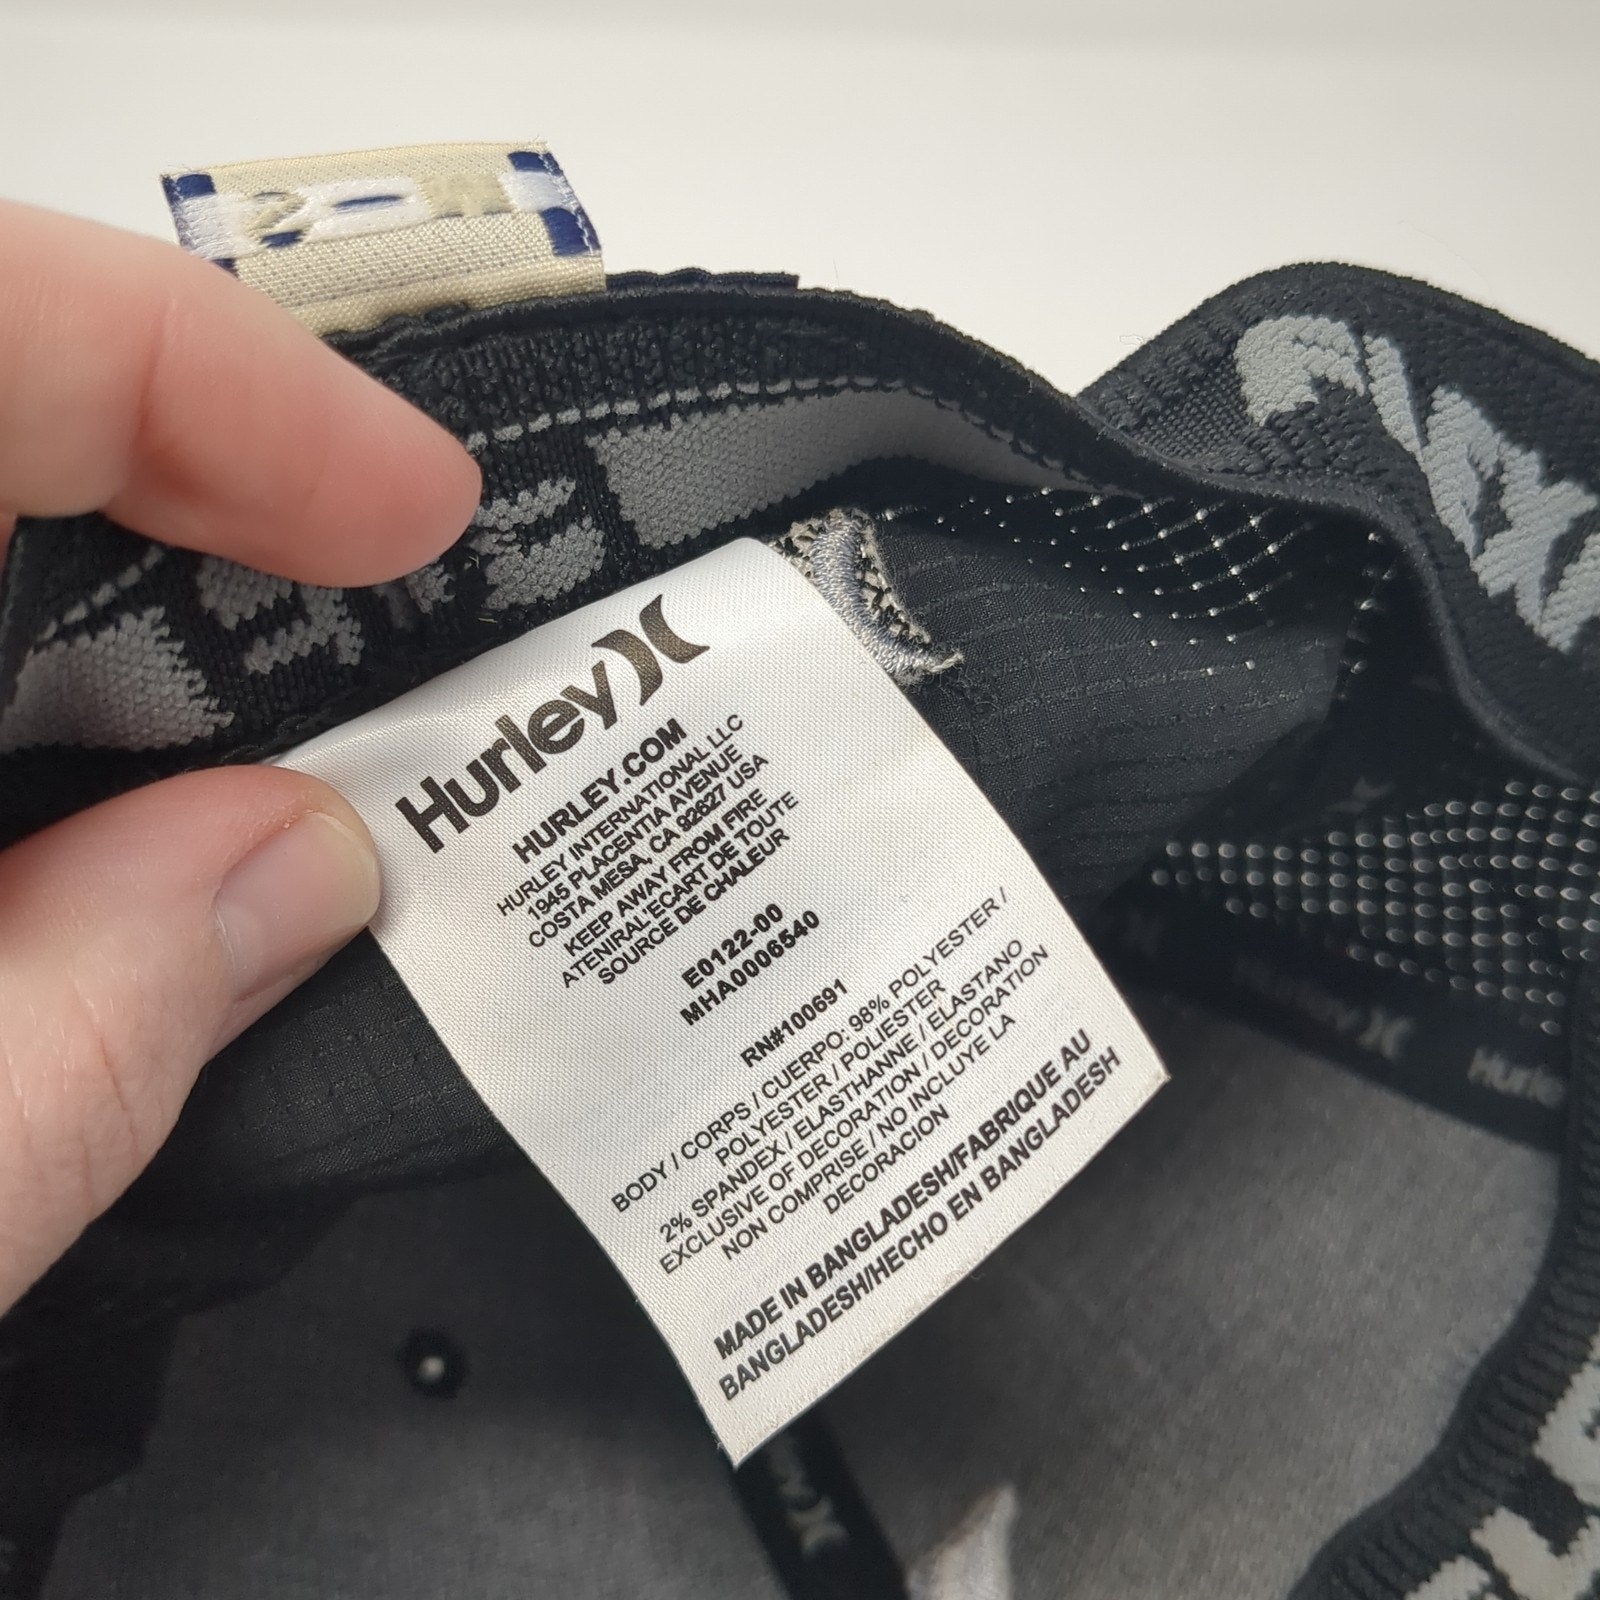 Hurley
HURLEY.COM
HURLEY INTERNATIONAL LLC
1945 PLACENTIA AVENUE
COSTA MESA, CA 92627 USA
KEEP AWAY FROM FIRE
ATENIRAL'ECART DE TOUTE
SOURCE DE CHALEUR
E0122-00
MHA0006540
RN#100691
BODY / CORPS / CUERPO: 98% POLYESTER /
POLYESTER / POLIESTER
2% SPANDEX / ELASTHANNE / ELASTANO
EXCLUSIVE OF DECORATION / DECORATION
NON COMPRISE / NO INCLUYE LA
DECORACION
MADE IN BANGLADESH/FABRIQUE AU
BANGLADESH/HECHO EN BANGLADESH